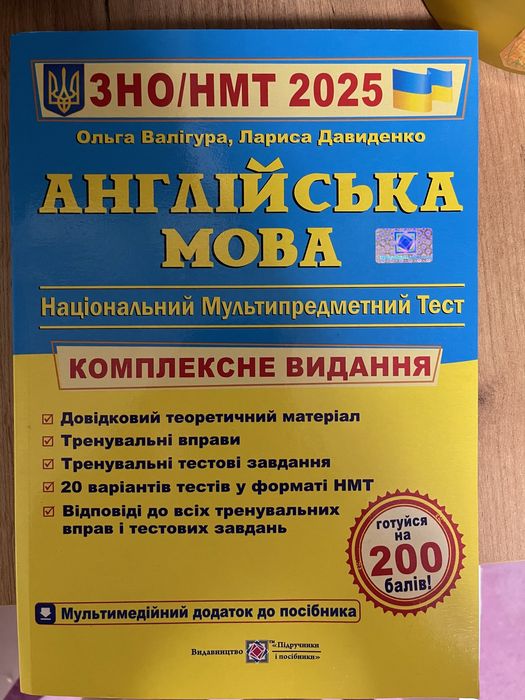 ЗНО/НМТ 2025
Ольга Валігура, Лариса Давиденко
АНГЛІЙСЬКА
МОВА
Національний Мультипредметний Тест
КОМПЛЕКСНЕ ВИДАННЯ
Довідковий теоретичний матеріал
Тренувальні вправи
Тренувальні тестові завдання
20 варіантів тестів у форматі НМТ
Відповіді до всіх тренувальних
вправ і тестових завдань
готуйся
на
200
балів!
Мультимедійний додаток до посібника
Видавництво
™
«Підручники
і посібники»